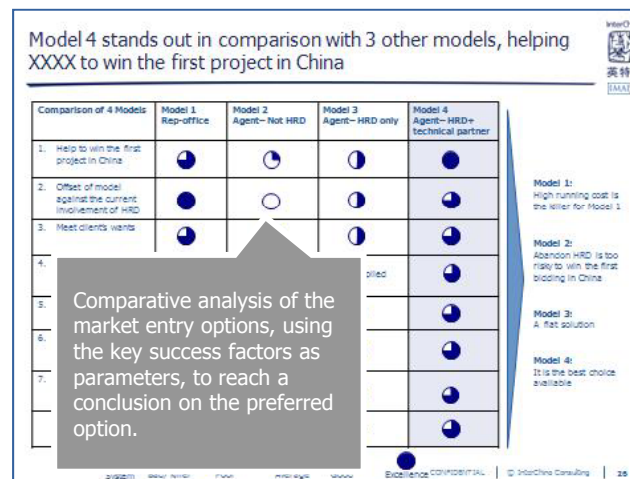 InterCh
Model 4 stands out in comparison with 3 other models, helping
XXXX to win the first project in China
英特
Comparison of 4 Models
Model 1
Rep-office
Model 2
Agent– Not HRD
Model 3
Agent– HRD only
Model 4
Agent– HRD+
technical partner
1. Help to win the first
project in China
2. Offset of model
against the current
involvement of HRD
3. Meet client's wants
4.
5.
6.
7.
Comparative analysis of the
market entry options, using
the key success factors as
parameters, to reach a
conclusion on the preferred
option.
Model 1:
High running cost is
the killer for Model 1
Model 2:
Abandon HRD is too
risky to win the first
bidding in China
Model 3:
A flat solution
Model 4:
It is the best choice
available
Excellence
CONFIDENTIAL
© InterChina Consulting